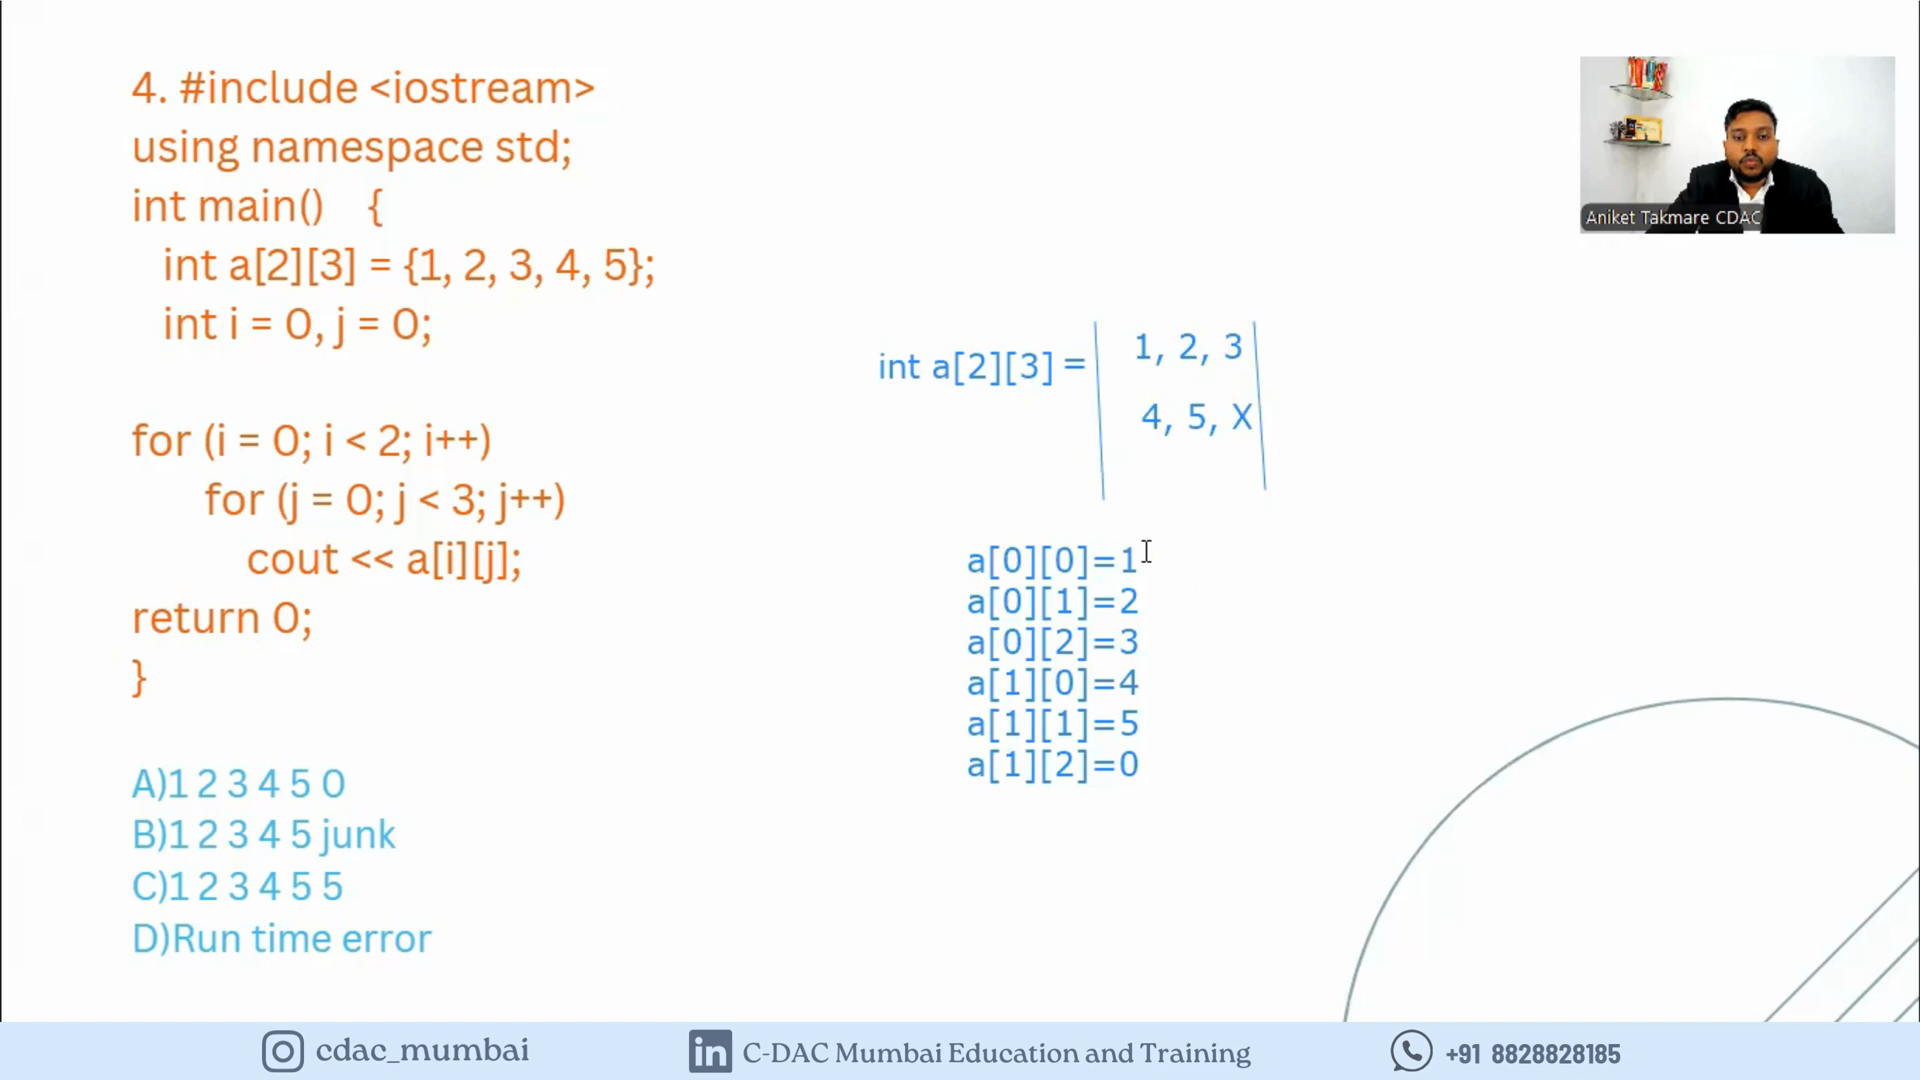 4. #include <iostream>
using namespace std;
int main() {
int a[2][3] = {1, 2, 3, 4, 5};
int i = 0, j = 0;
for (i = 0; i < 2; i++)
for (j = 0; j < 3; j++)
cout << a[i][j];
return 0;
}
A)1 2 3 4 5 0
B)1 2 3 4 5 junk
C)1 2 3 4 5 5
D)Run time error
int a[2][3] =
1, 2, 3
4, 5, X
a[0][0]=1
a[0][1]=2
a[0][2]=3
a[1][0]=4
a[1][1]=5
a[1][2]=0
Aniket Takmare CDAC
cdac_mumbai
in C-DAC Mumbai Education and Training
+91 8828828185